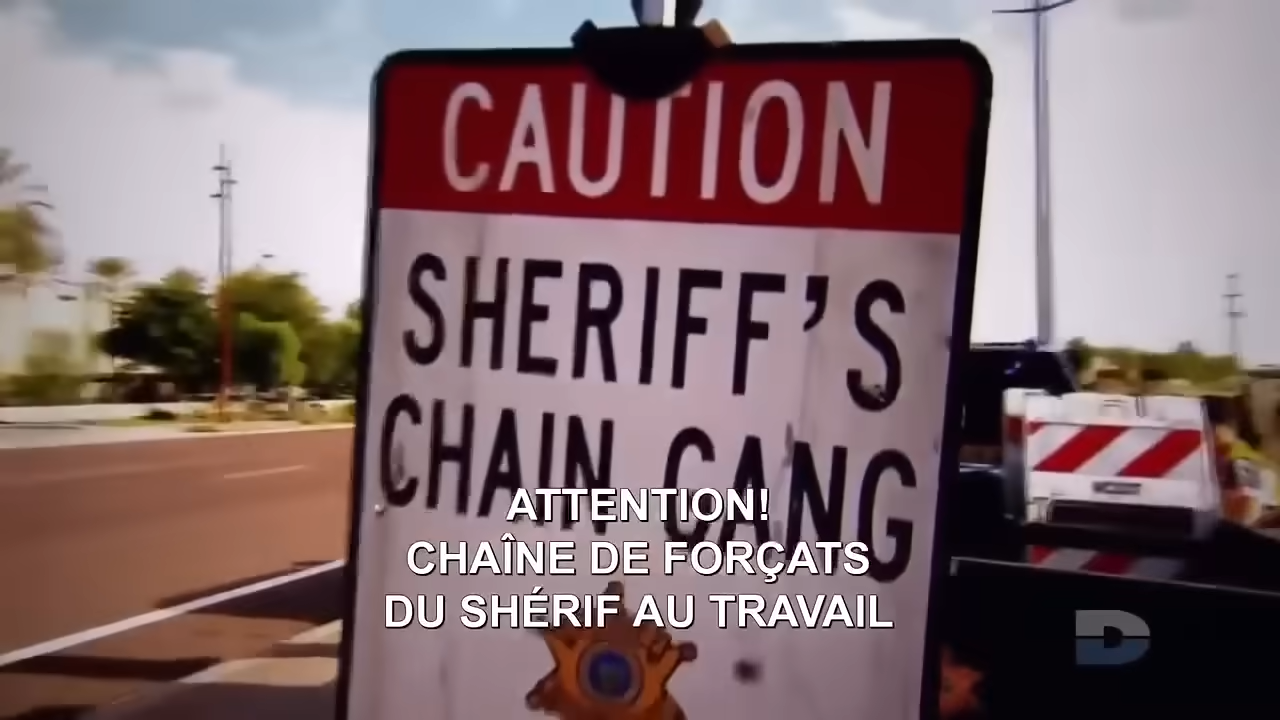 CAUTION
SHERIFF'S
CHAIN GANG
ATTENTION!
CHAÎNE DE FORÇATS
DU SHÉRIF AU TRAVAIL
D